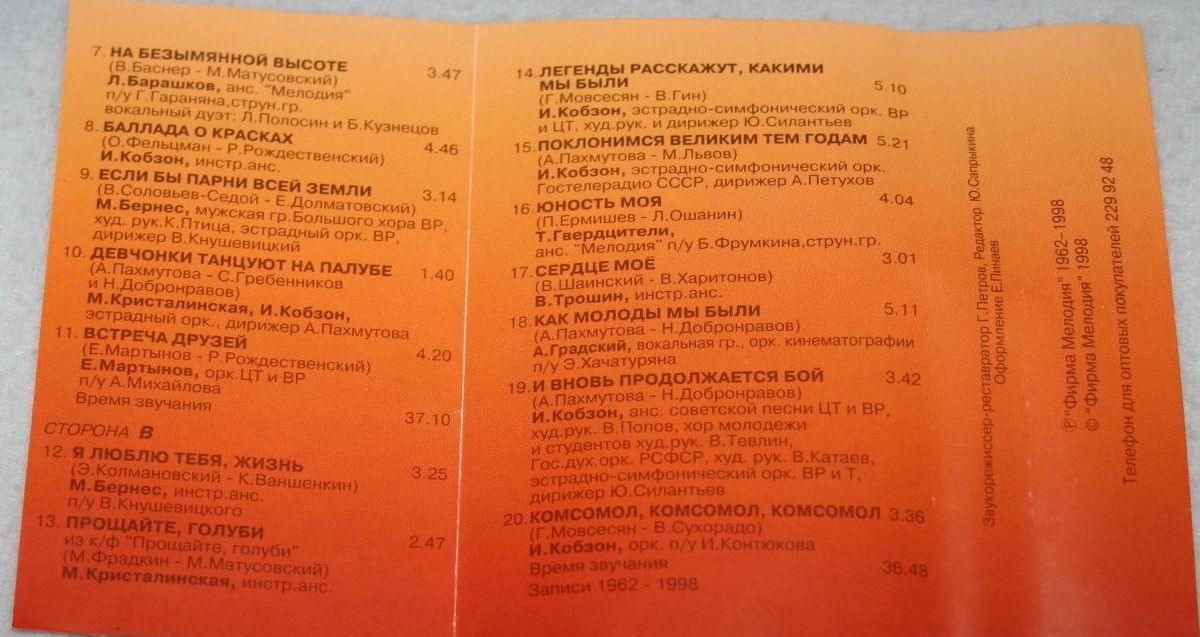 7. НА БЕЗЫМЯННОЙ ВЫСОТЕ
(В.Баснер - М.Матусовский) 3.47
Л.Барашков, анс. "Мелодия"
п/у Г.Гараняна,струн.гр.
вокальный дуэт: Л.Полосин и Б.Кузнецов
8. БАЛЛАДА О КРАСКАХ
(О.Фельцман - Р.Рождественский) 4.46
И.Кобзон, инстр.анс.
9. ЕСЛИ БЫ ПАРНИ ВСЕЙ ЗЕМЛИ
(В.Соловьев-Седой - Е.Долматовский) 3.14
М.Бернес, мужская гр.Большого хора ВР,
худ. рук.К.Птица, эстрадный орк. ВР,
дирижер В.Кнушевицкий
10. ДЕВЧОНКИ ТАНЦУЮТ НА ПАЛУБЕ
(А.Пахмутова - С.Гребенников 1.40
и Н.Добронравов)
М.Кристалинская, И.Кобзон,
эстрадный орк., дирижер А.Пахмутова
11. ВСТРЕЧА ДРУЗЕЙ
(Е.Мартынов - Р.Рождественский) 4.20
Е.Мартынов, орк.ЦТ и ВР
п/у А.Михайлова
Время звучания 37.10
СТОРОНА В
12. Я ЛЮБЛЮ ТЕБЯ, ЖИЗНЬ
(Э.Колмановский - К.Ваншенкин) 3.25
М.Бернес, инстр.анс.
п/у В.Кнушевицкого
13. ПРОЩАЙТЕ, ГОЛУБИ
из к/ф "Прощайте, голуби" 2.47
(М.Фрадкин - М.Матусовский)
М.Кристалинская, инстр.анс.
14. ЛЕГЕНДЫ РАССКАЖУТ, КАКИМИ
МЫ БЫЛИ 5.10
(Г.Мовсесян - В.Гин)
И.Кобзон, эстрадно-симфонический орк. ВР
и ЦТ, худ.рук. и дирижер Ю.Силантьев
15. ПОКЛОНИМСЯ ВЕЛИКИМ ТЕМ ГОДАМ 5.21
(А.Пахмутова - М.Львов)
И.Кобзон, эстрадно-симфонический орк.
Гостелерадио СССР, дирижер А.Петухов
16. ЮНОСТЬ МОЯ 4.04
(П.Ермишев - Л.Ошанин)
Т.Гвердцители,
анс. "Мелодия" п/у Б.Фрумкина,струн.гр.
17. СЕРДЦЕ МОЁ 3.01
(В.Шаинский - В.Харитонов)
В.Трошин, инстр.анс.
18. КАК МОЛОДЫ МЫ БЫЛИ 5.11
(А.Пахмутова - Н.Добронравов)
А.Градский, вокальная гр., орк. кинематографии
п/у Э.Хачатуряна
19. И ВНОВЬ ПРОДОЛЖАЕТСЯ БОЙ 3.42
(А.Пахмутова - Н.Добронравов)
И.Кобзон, анс. советской песни ЦТ и ВР,
худ.рук. В.Попов, хор молодежи
и студентов худ.рук. В.Тевлин,
Гос.дух.орк. РСФСР, худ. рук. В.Катаев,
эстрадно-симфонический орк. ВР и Т,
дирижер Ю.Силантьев
20. КОМСОМОЛ, КОМСОМОЛ, КОМСОМОЛ 3.36
(Г.Мовсесян - В.Сухорадо)
И.Кобзон, орк. п/у И.Контюкова
Время звучания 36.48
Записи 1962 - 1998
Звукорежиссер-реставратор Г.Петров, Редактор Ю.Сапрыкина
Оформление Е.Пинаев
℗ "Фирма Мелодия" 1962-1998
© "Фирма Мелодия" 1998
Телефон для оптовых покупателей 229 92 48